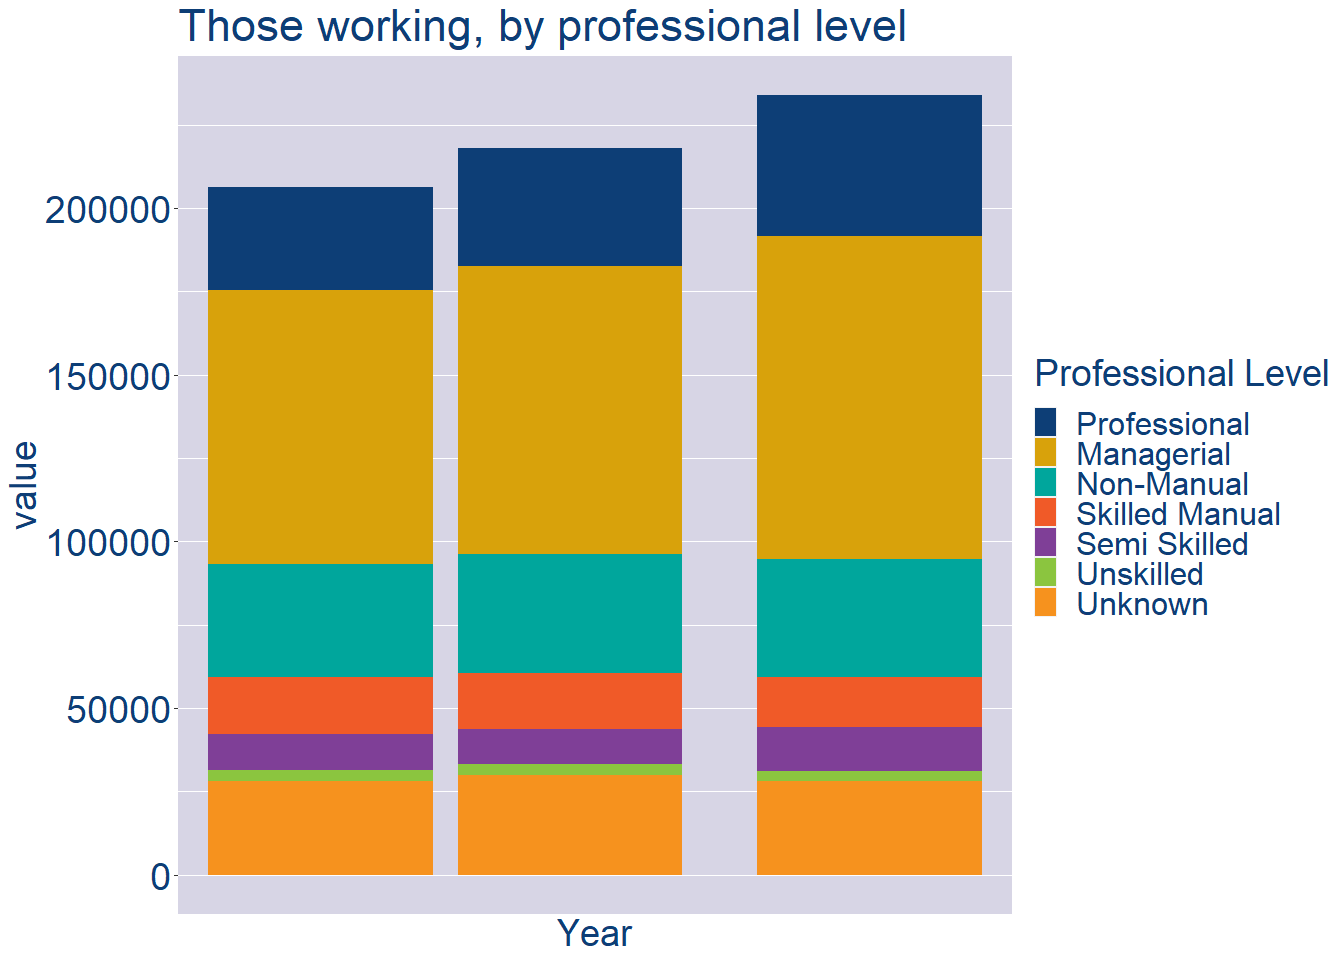 Those working, by professional level
200000
150000
100000
50000
0
value
Year
Professional Level
Professional
Managerial
Non-Manual
Skilled Manual
Semi Skilled
Unskilled
Unknown